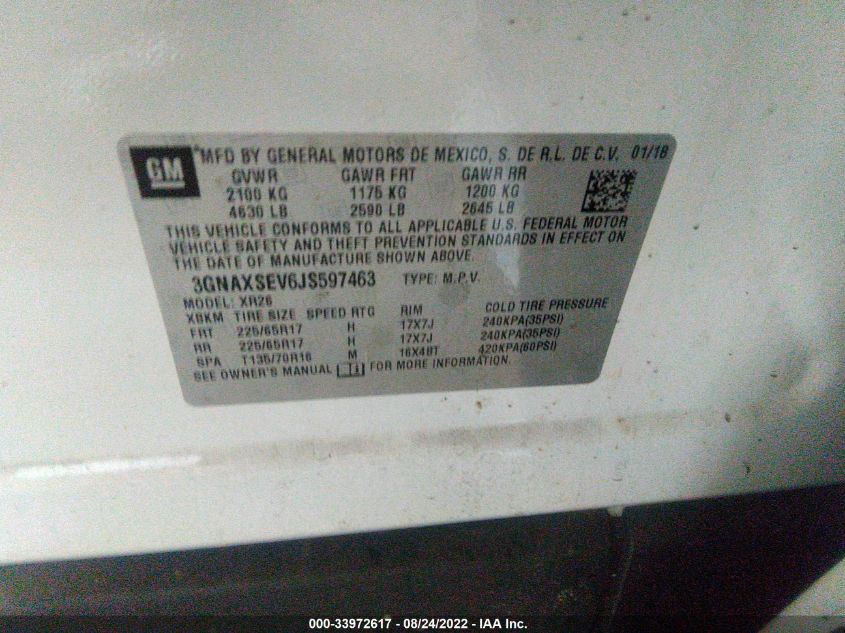 GM
MFD BY GENERAL MOTORS DE MEXICO, S. DE R.L. DE C.V. 01/18
GVWR GAWR FRT GAWR RR
2100 KG 1175 KG 1200 KG
4630 LB 2590 LB 2645 LB
THIS VEHICLE CONFORMS TO ALL APPLICABLE U.S. FEDERAL MOTOR
VEHICLE SAFETY AND THEFT PREVENTION STANDARDS IN EFFECT ON
THE DATE OF MANUFACTURE SHOWN ABOVE.
3GNAXSEV6JS597463 TYPE: M.P.V.
MODEL: XR26
XBKM TIRE SIZE SPEED RTG RIM COLD TIRE PRESSURE
FRT 225/65R17 H 17X7J 240KPA(35PSI)
RR 225/65R17 H 17X7J 240KPA(35PSI)
SPA T135/70R16 M 16X4BT 420KPA(60PSI)
SEE OWNER'S MANUAL FOR MORE INFORMATION.
000-33972617 - 08/24/2022 - IAA Inc.